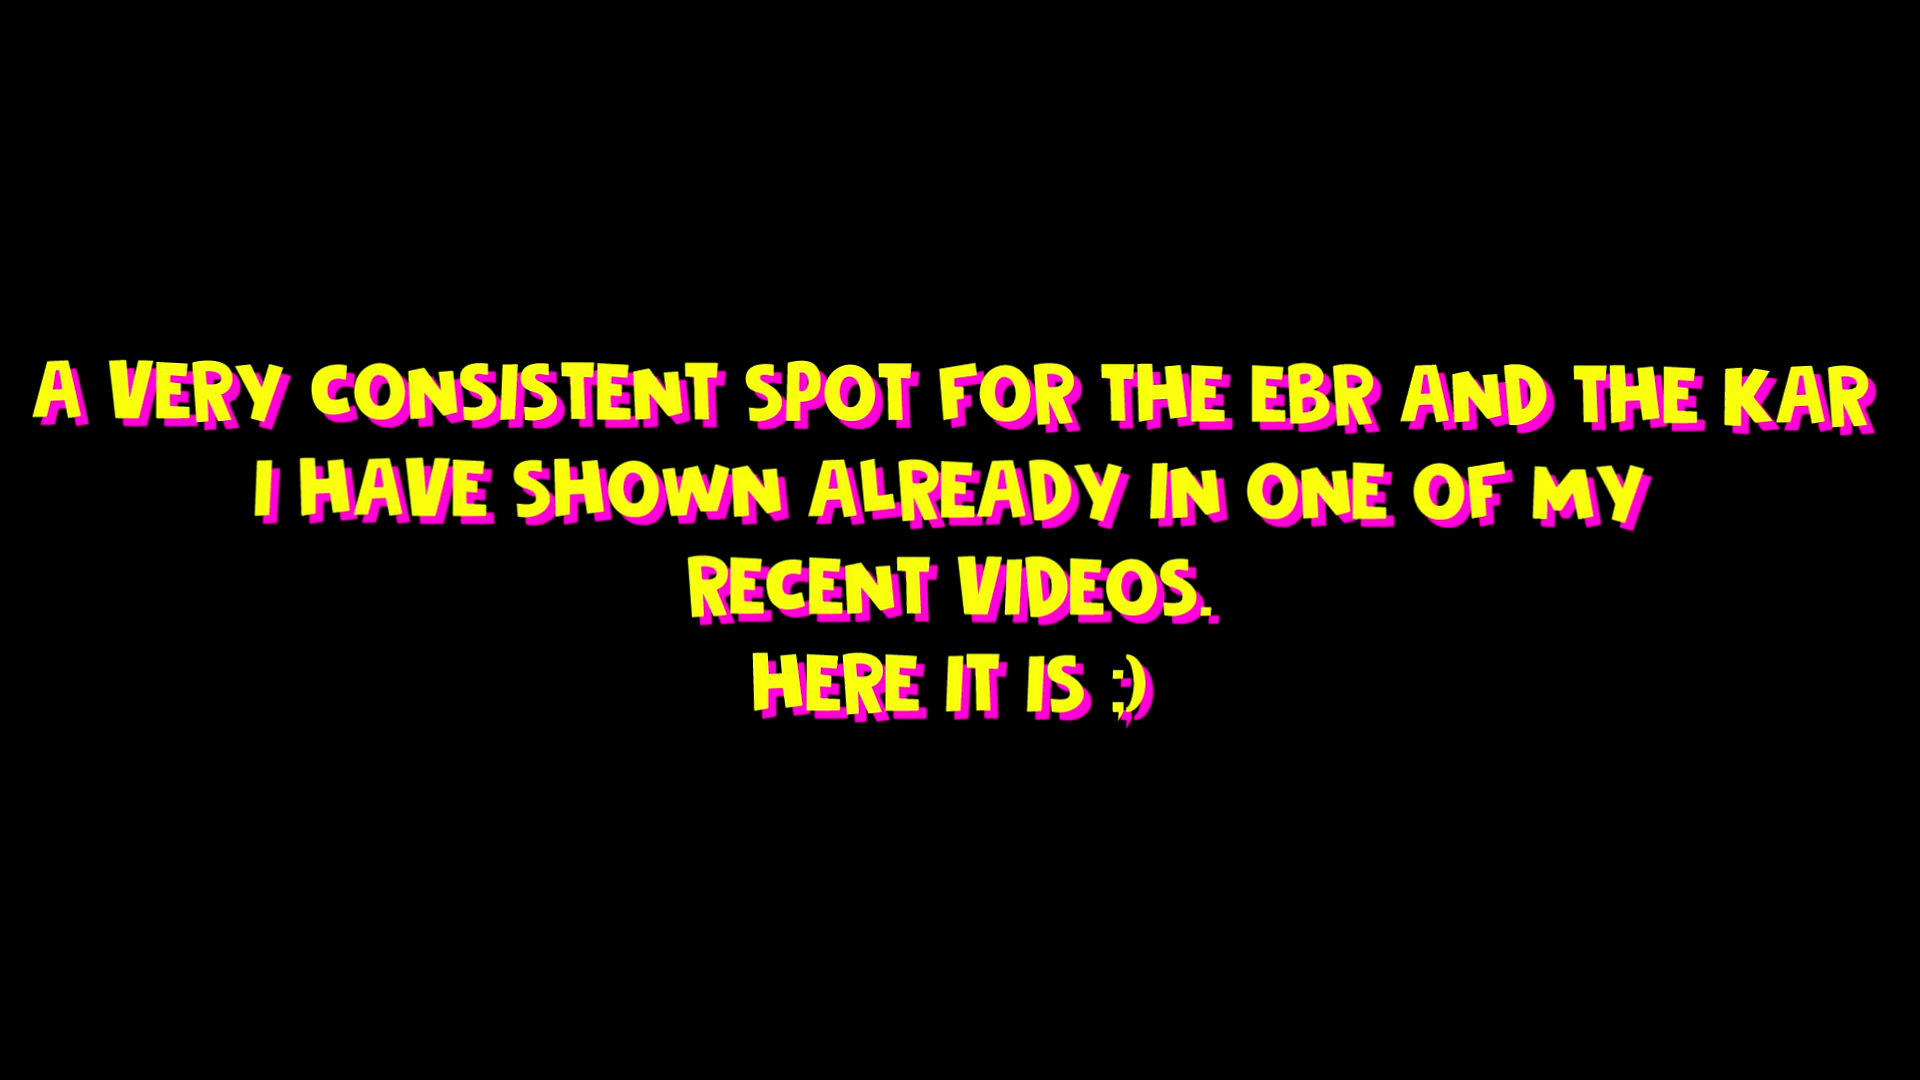 A VERY CONSISTENT SPOT FOR THE EBR AND THE KAR
I HAVE SHOWN ALREADY IN ONE OF MY
RECENT VIDEOS.
HERE IT IS ;)